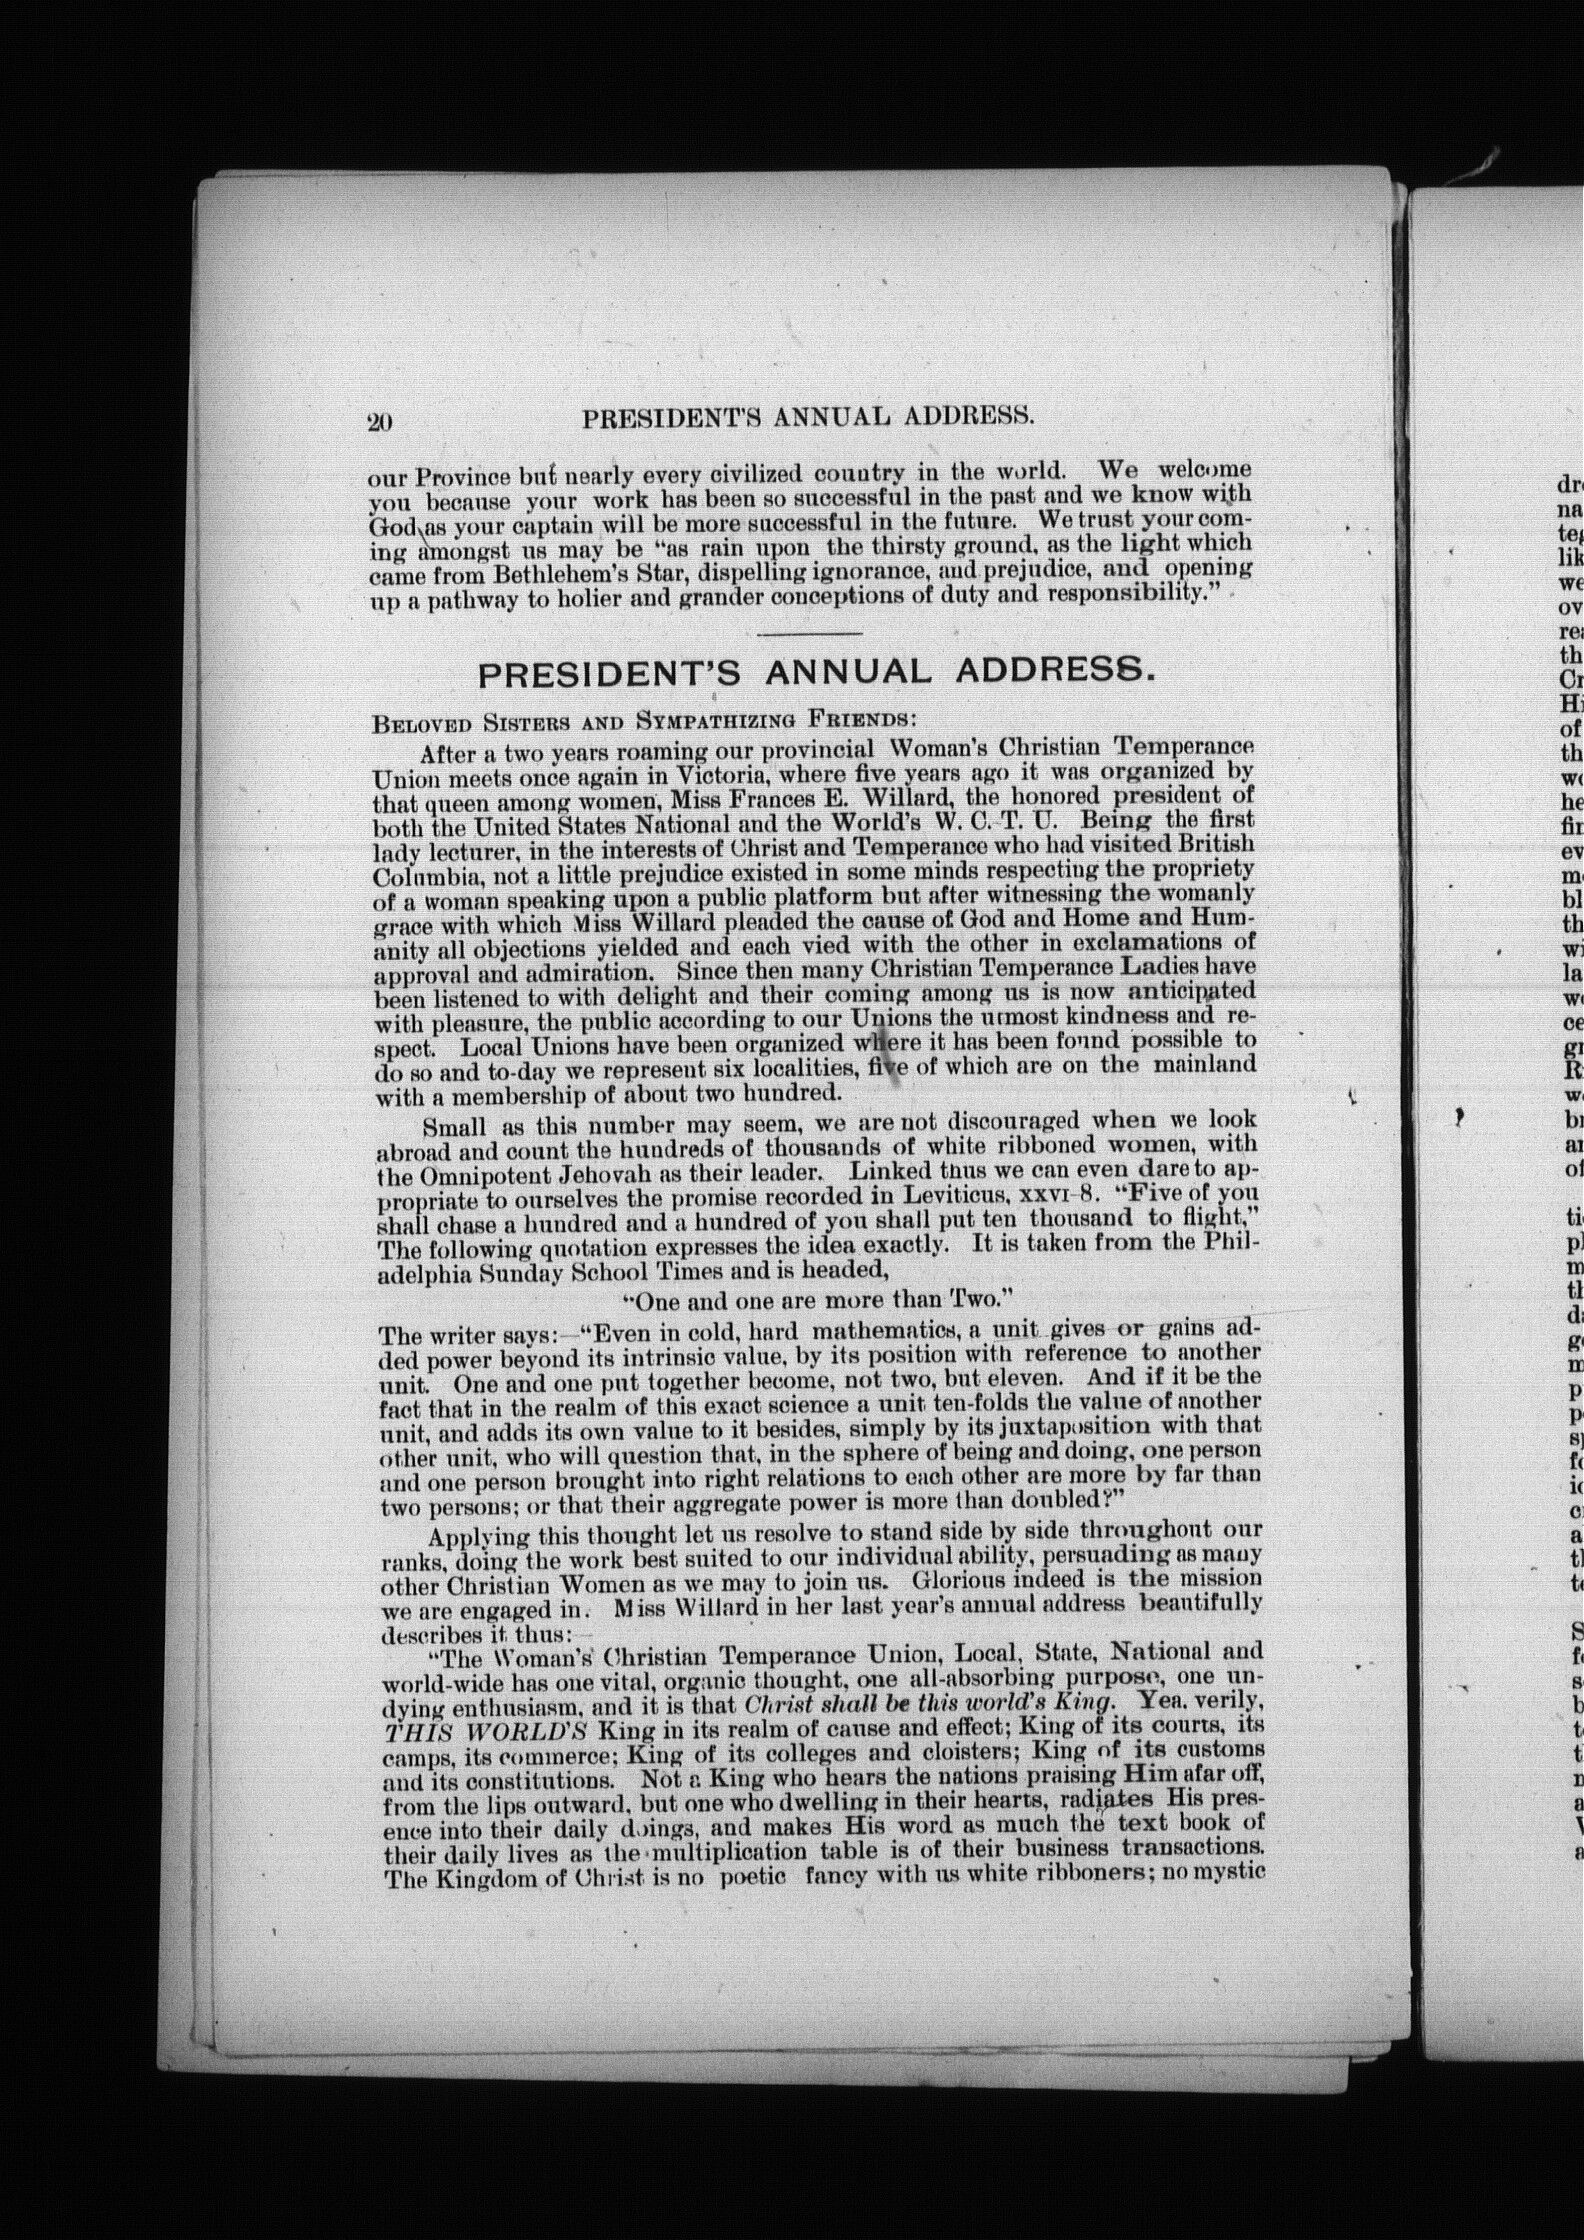 20 PRESIDENT'S ANNUAL ADDRESS.
our Province but nearly every civilized country in the world. We welcome
you because your work has been so successful in the past and we know with
God as your captain will be more successful in the future. We trust your com-
ing amongst us may be "as rain upon the thirsty ground, as the light which
came from Bethlehem's Star, dispelling ignorance, and prejudice, and opening
up a pathway to holier and grander conceptions of duty and responsibility."
PRESIDENT'S ANNUAL ADDRESS.
BELOVED SISTERS AND SYMPATHIZING FRIENDS:
After a two years roaming our provincial Woman's Christian Temperance
Union meets once again in Victoria, where five years ago it was organized by
that queen among women, Miss Frances E. Willard, the honored president of
both the United States National and the World's W. C. T. U. Being the first
lady lecturer, in the interests of Christ and Temperance who had visited British
Columbia, not a little prejudice existed in some minds respecting the propriety
of a woman speaking upon a public platform but after witnessing the womanly
grace with which Miss Willard pleaded the cause of God and Home and Hum-
anity all objections yielded and each vied with the other in exclamations of
approval and admiration. Since then many Christian Temperance Ladies have
been listened to with delight and their coming among us is now anticipated
with pleasure, the public according to our Unions the utmost kindness and re-
spect. Local Unions have been organized where it has been found possible to
do so and to-day we represent six localities, five of which are on the mainland
with a membership of about two hundred.
Small as this number may seem, we are not discouraged when we look
abroad and count the hundreds of thousands of white ribboned women, with
the Omnipotent Jehovah as their leader. Linked thus we can even dare to ap-
propriate to ourselves the promise recorded in Leviticus, XXVI-8. "Five of you
shall chase a hundred and a hundred of you shall put ten thousand to flight,"
The following quotation expresses the idea exactly. It is taken from the Phil-
adelphia Sunday School Times and is headed,
"One and one are more than Two."
The writer says:—"Even in cold, hard mathematics, a unit gives or gains ad-
ded power beyond its intrinsic value, by its position with reference to another
unit. One and one put together become, not two, but eleven. And if it be the
fact that in the realm of this exact science a unit ten-folds the value of another
unit, and adds its own value to it besides, simply by its juxtaposition with that
other unit, who will question that, in the sphere of being and doing, one person
and one person brought into right relations to each other are more by far than
two persons; or that their aggregate power is more than doubled?"
Applying this thought let us resolve to stand side by side throughout our
ranks, doing the work best suited to our individual ability, persuading as many
other Christian Women as we may to join us. Glorious indeed is the mission
we are engaged in. Miss Willard in her last year's annual address beautifully
describes it thus:—
"The Woman's Christian Temperance Union, Local, State, National and
world-wide has one vital, organic thought, one all-absorbing purpose, one un-
dying enthusiasm, and it is that Christ shall be this world's King. Yea, verily,
THIS WORLD'S King in its realm of cause and effect; King of its courts, its
camps, its commerce; King of its colleges and cloisters; King of its customs
and its constitutions. Not a King who hears the nations praising Him afar off,
from the lips outward, but one who dwelling in their hearts, radiates His pres-
ence into their daily doings, and makes His word as much the text book of
their daily lives as the multiplication table is of their business transactions.
The Kingdom of Christ is no poetic fancy with us white ribboners; no mystic